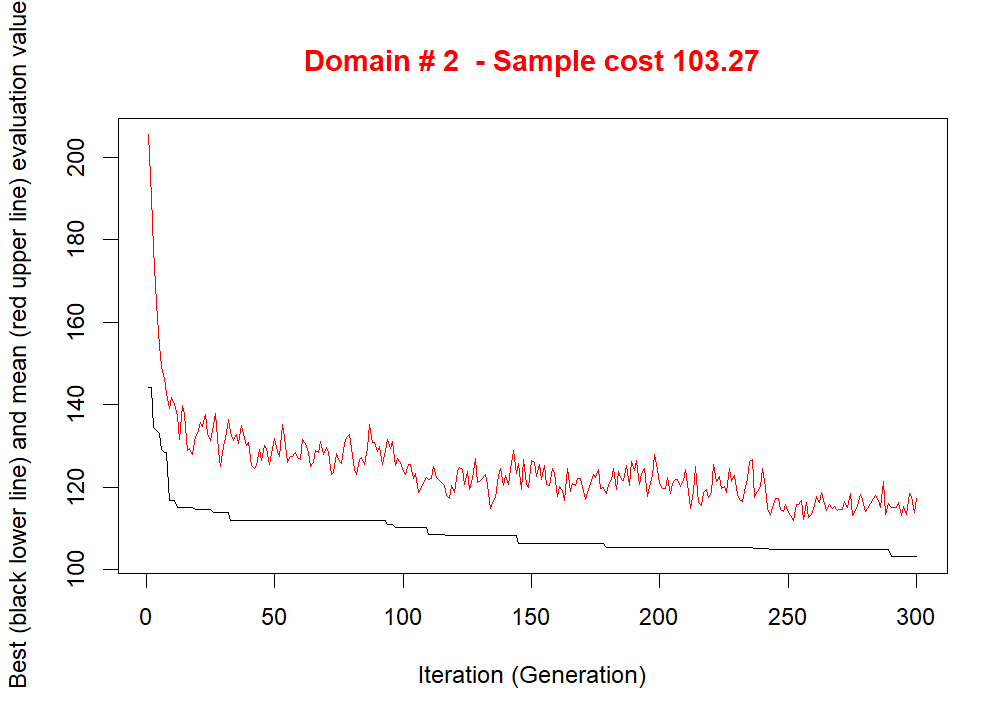 Domain # 2  - Sample cost 103.27
Best (black lower line) and mean (red upper line) evaluation value
200
180
160
140
120
100
0 50 100 150 200 250 300
Iteration (Generation)